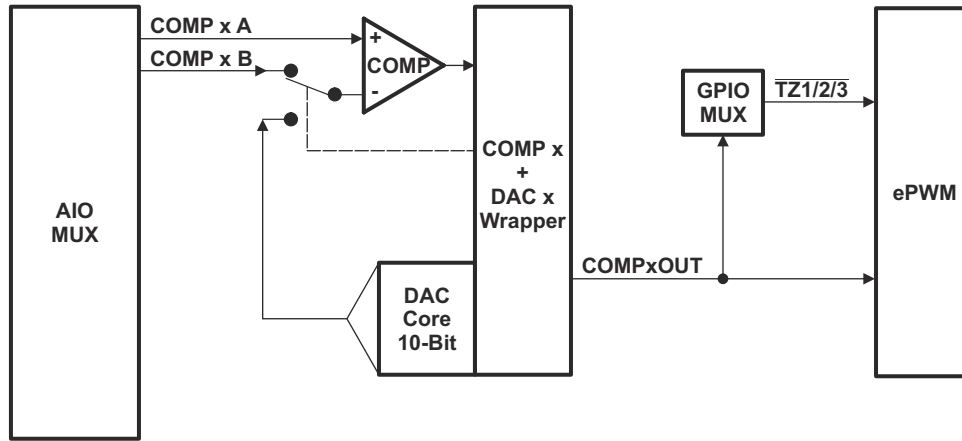 COMP x A
COMP x B
+
COMP
-
AIO
MUX
COMP x
+
DAC x
Wrapper
DAC
Core
10-Bit
COMPxOUT
GPIO
MUX
TZ1/2/3
ePWM